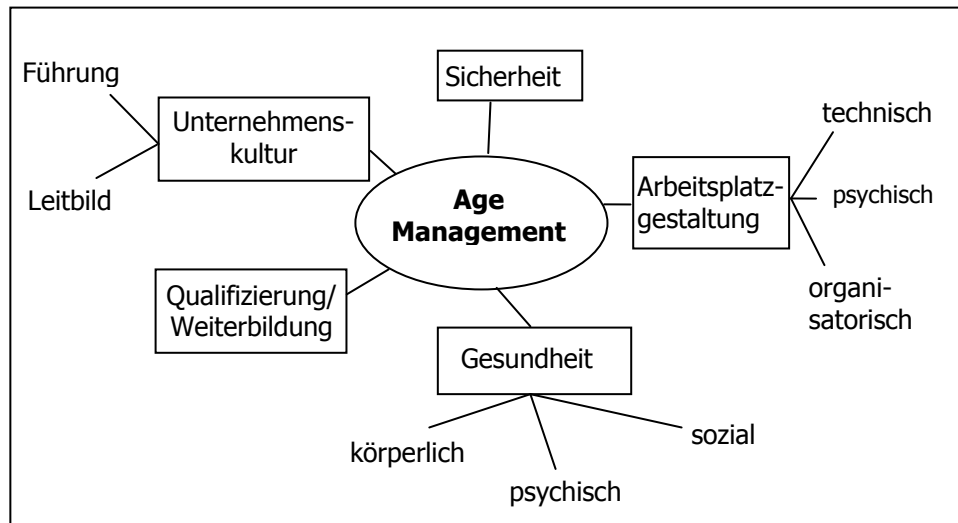 Führung
Sicherheit
Unternehmens-
kultur
technisch
Leitbild
Age
Management
Arbeitsplatz-
gestaltung
psychisch
Qualifizierung/
Weiterbildung
organi-
satorisch
Gesundheit
körperlich
sozial
psychisch